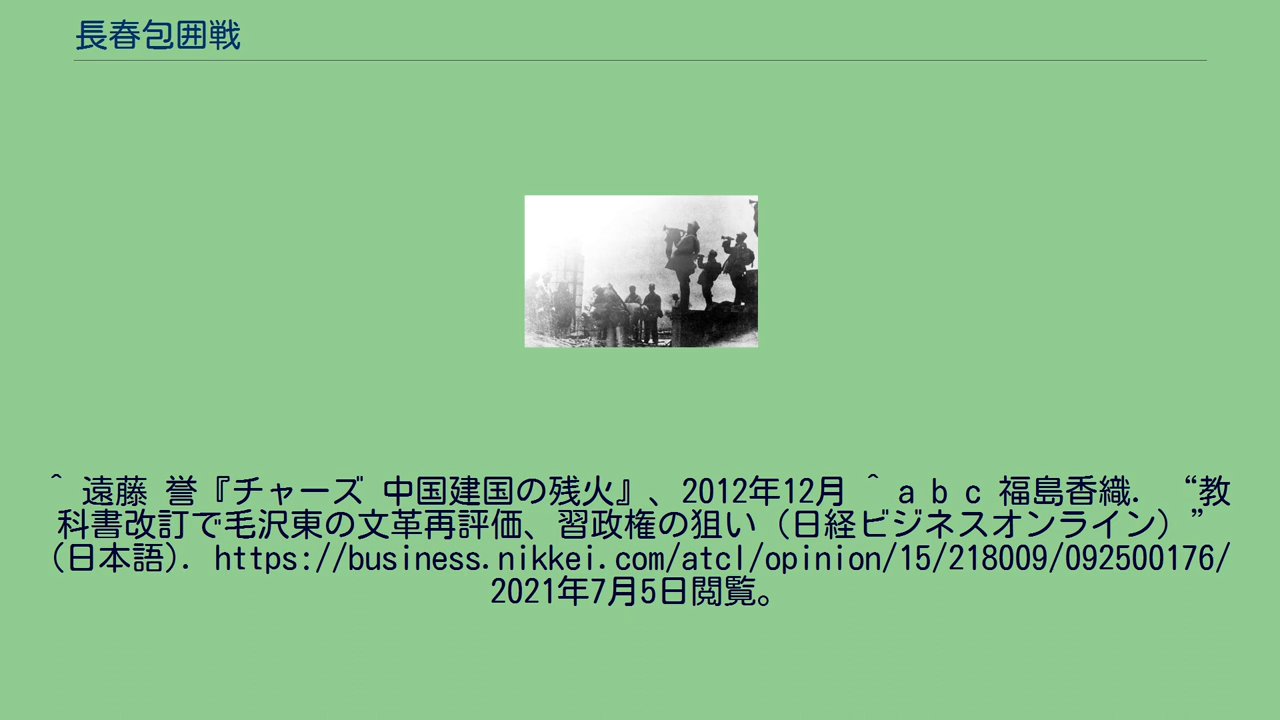 長春包囲戦
^ 遠藤 誉『チャーズ 中国建国の残火』、2012年12月 ^ a b c 福島香織. “教
科書改訂で毛沢東の文革再評価、習政権の狙い（日経ビジネスオンライン）”
(日本語). https://business.nikkei.com/atcl/opinion/15/218009/092500176/
2021年7月5日閲覧。